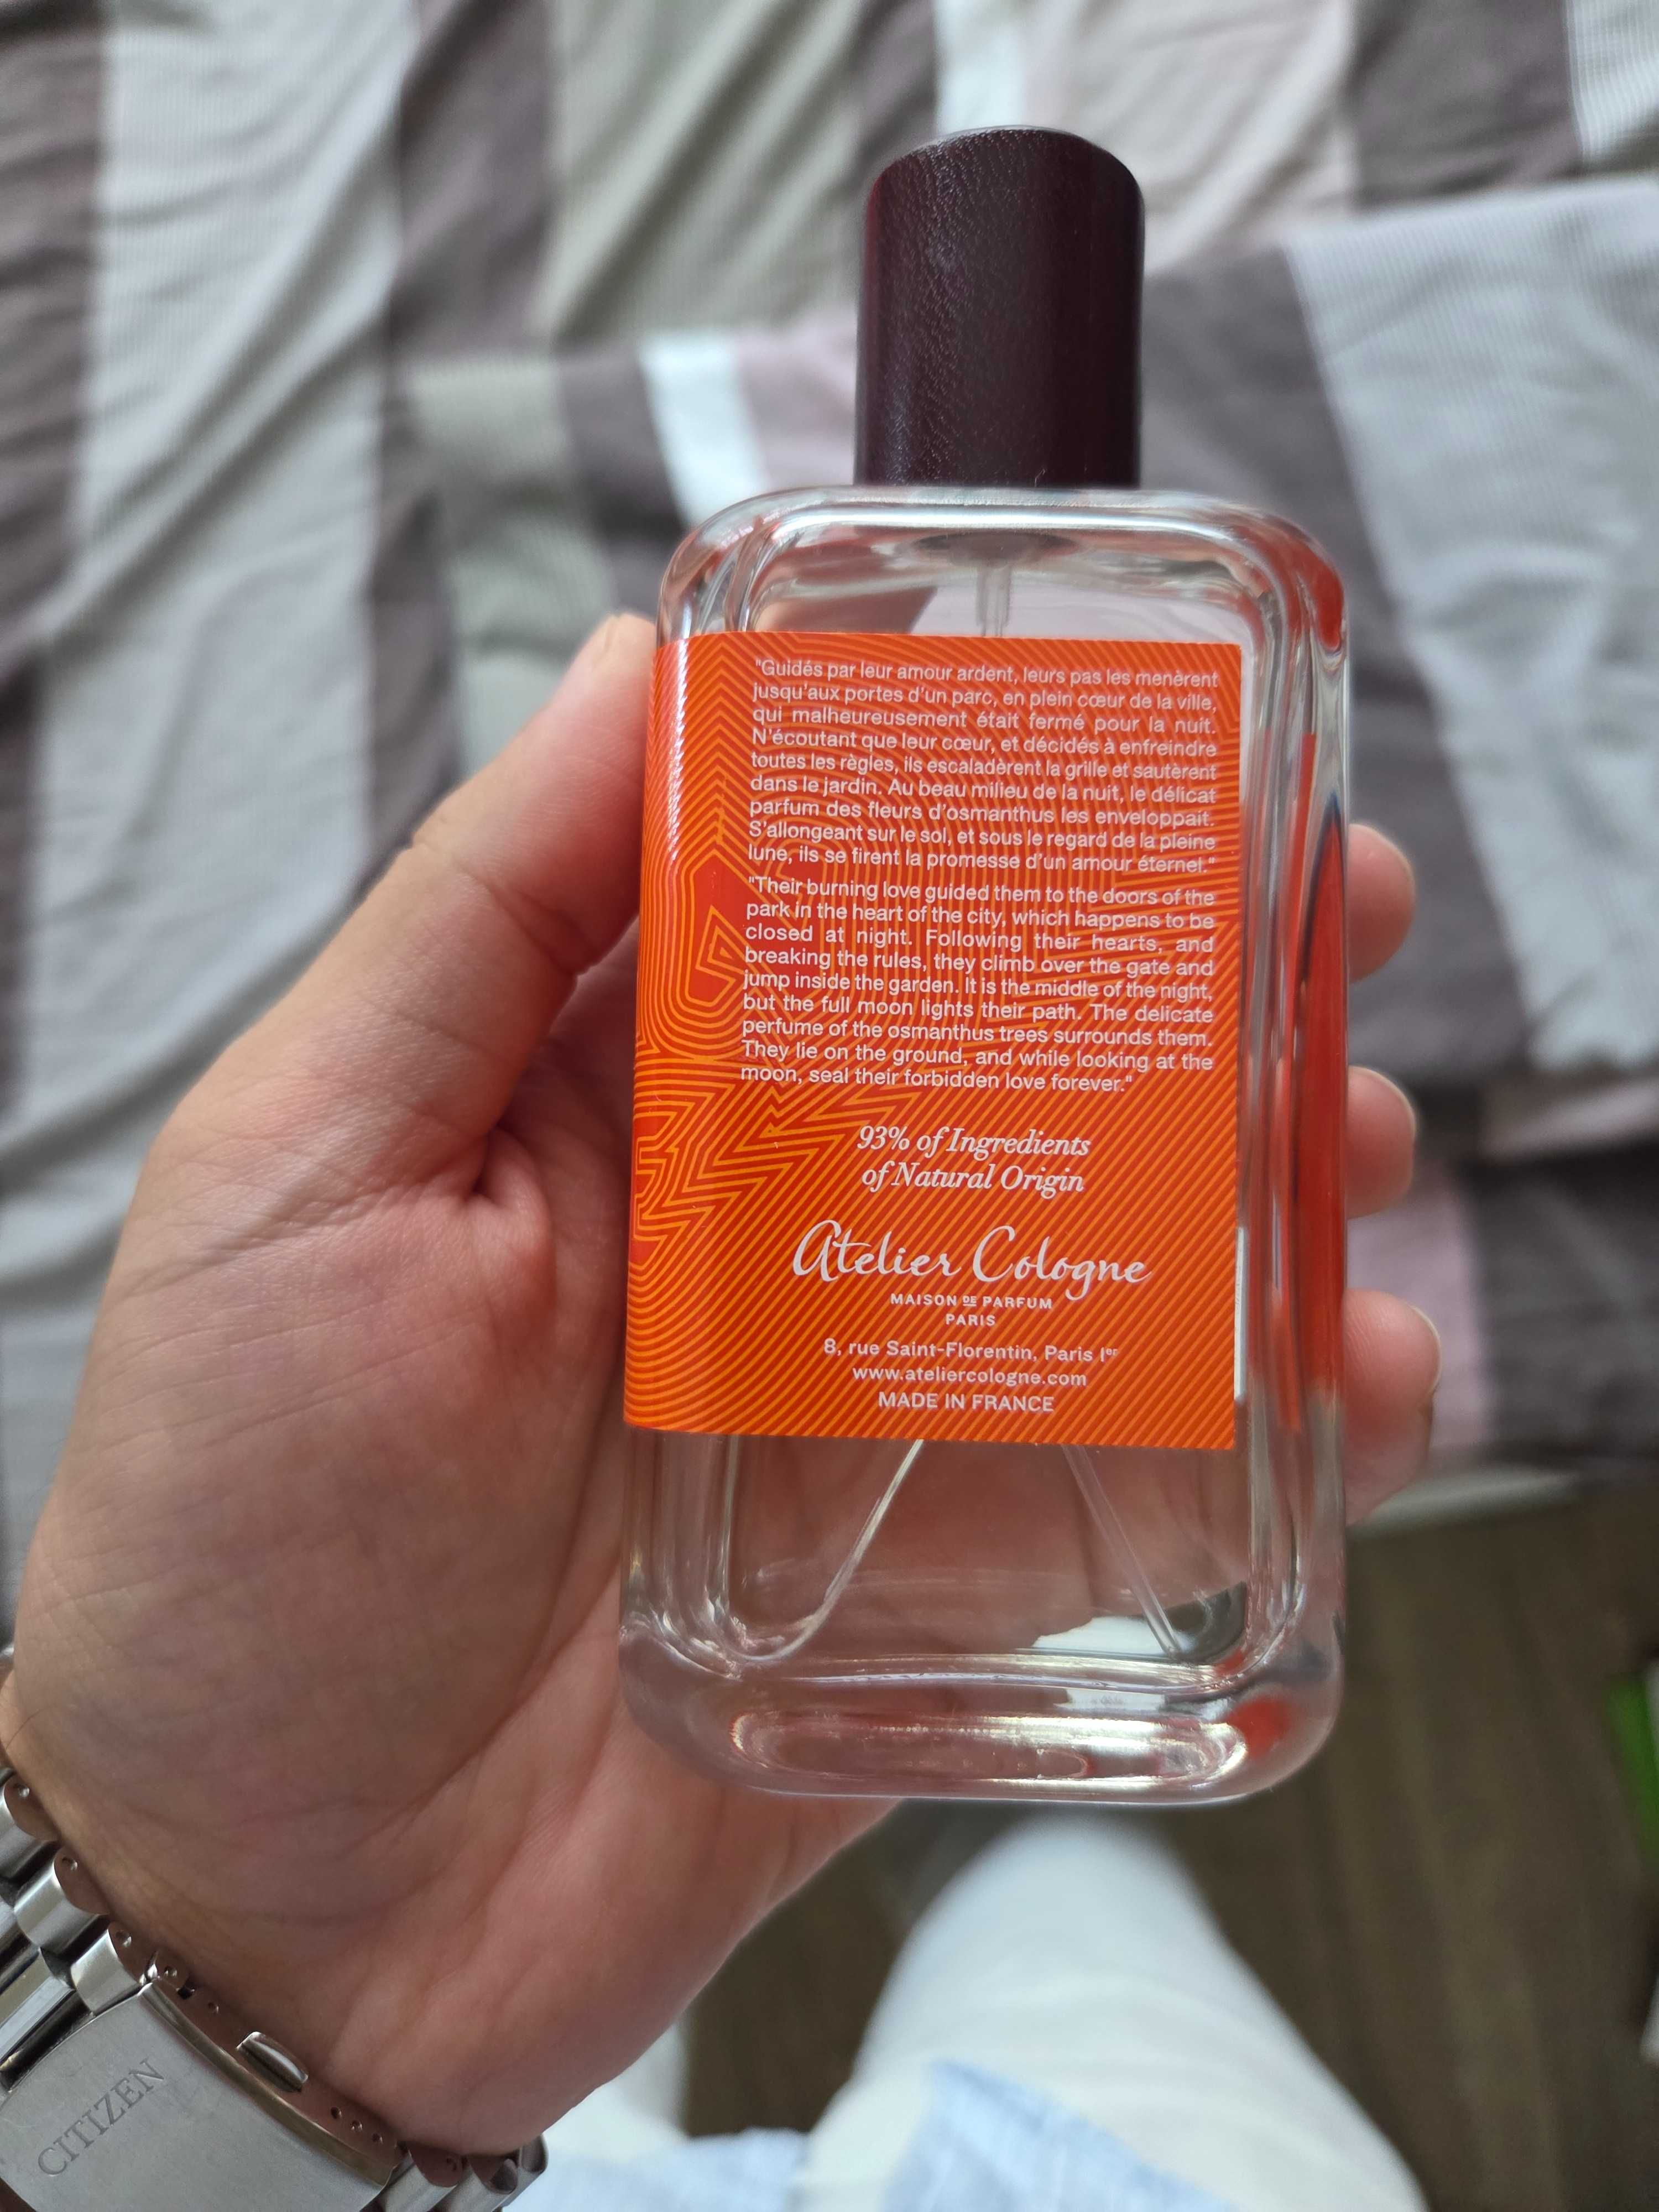 "Guidés par leur amour ardent, leurs pas les menèrent
jusqu'aux portes d'un parc, en plein cœur de la ville,
qui malheureusement était fermé pour la nuit.
N'écoutant que leur cœur, et décidés à enfreindre
toutes les règles, ils escaladèrent la grille et sautèrent
dans le jardin. Au beau milieu de la nuit, le délicat
parfum des fleurs d'osmanthus les enveloppait.
S'allongeant sur le sol, et sous le regard de la pleine
lune, ils se firent la promesse d'un amour éternel."
"Their burning love guided them to the doors of the
park in the heart of the city, which happens to be
closed at night. Following their hearts, and
breaking the rules, they climb over the gate and
jump inside the garden. It is the middle of the night,
but the full moon lights their path. The delicate
perfume of the osmanthus trees surrounds them.
They lie on the ground, and while looking at the
moon, seal their forbidden love forever."
93% of Ingredients
of Natural Origin
Atelier Cologne
MAISON DE PARFUM
PARIS
8, rue Saint-Florentin, Paris 1er
www.ateliercologne.com
MADE IN FRANCE
CITIZEN